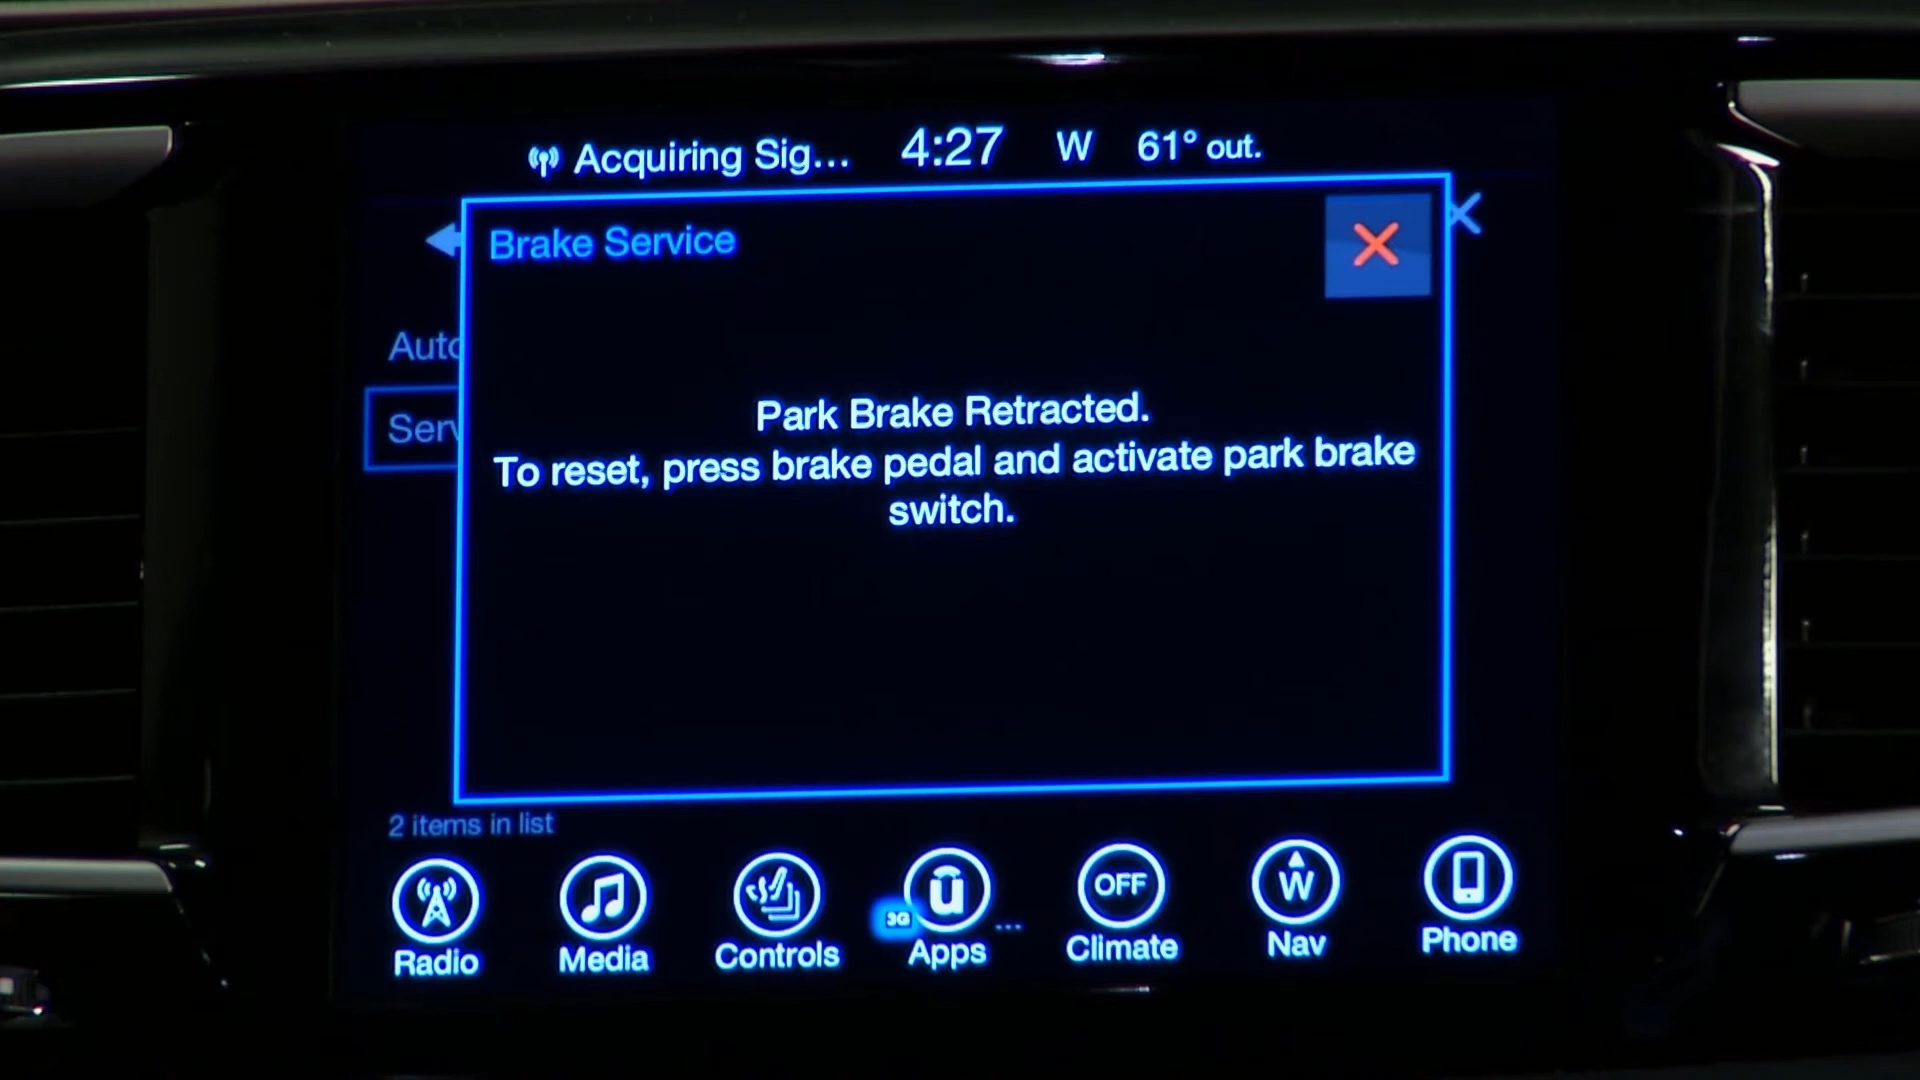 Acquiring Sig... 4:27 W 61° out.
Brake Service
Auto
Serv
Park Brake Retracted.
To reset, press brake pedal and activate park brake
switch.
2 items in list
OFF W
3G u ...
Radio Media Controls Apps Climate Nav Phone